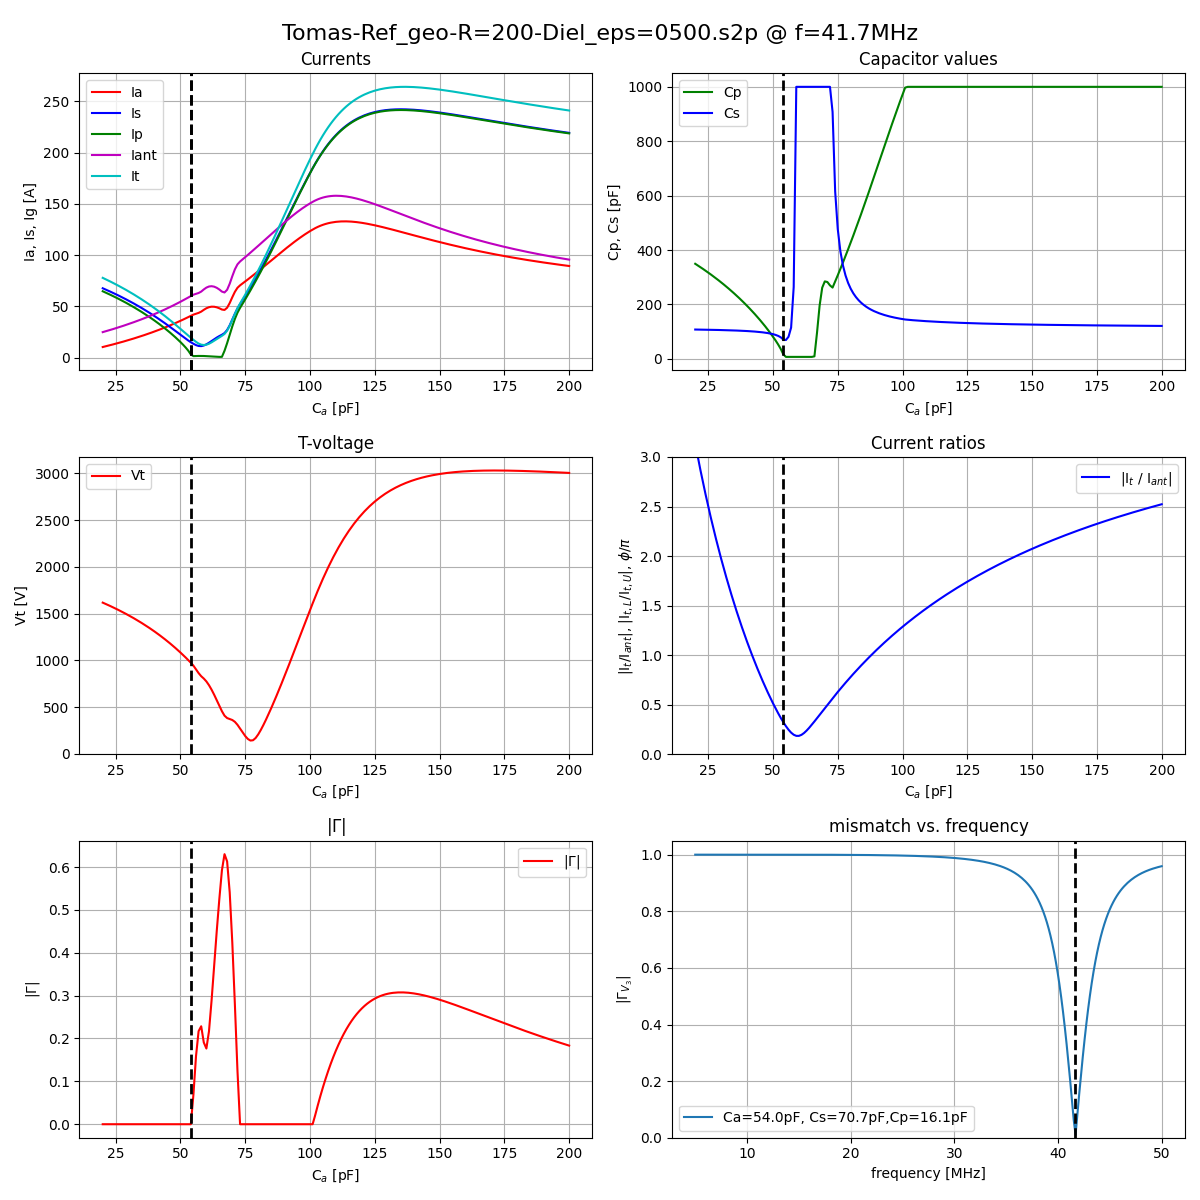 Tomas-Ref_geo-R=200-Diel_eps=0500.s2p @ f=41.7MHz
Currents
Ia, Is, Ig [A]
250
200
150
100
50
0
Ia
Is
Ip
Iant
It
25 50 75 100 125 150 175 200
Ca [pF]
Capacitor values
Cp, Cs [pF]
1000
800
600
400
200
0
Cp
Cs
25 50 75 100 125 150 175 200
Ca [pF]
T-voltage
Vt [V]
3000
2500
2000
1500
1000
500
0
Vt
25 50 75 100 125 150 175 200
Ca [pF]
Current ratios
|It/Iant|, |It,L/It,U|, ϕ/π
3.0
2.5
2.0
1.5
1.0
0.5
0.0
|It / Iant|
25 50 75 100 125 150 175 200
Ca [pF]
|Γ|
|Γ|
0.6
0.5
0.4
0.3
0.2
0.1
0.0
|Γ|
25 50 75 100 125 150 175 200
Ca [pF]
mismatch vs. frequency
|ΓV3|
1.0
0.8
0.6
0.4
0.2
0.0
Ca=54.0pF, Cs=70.7pF,Cp=16.1pF
10 20 30 40 50
frequency [MHz]